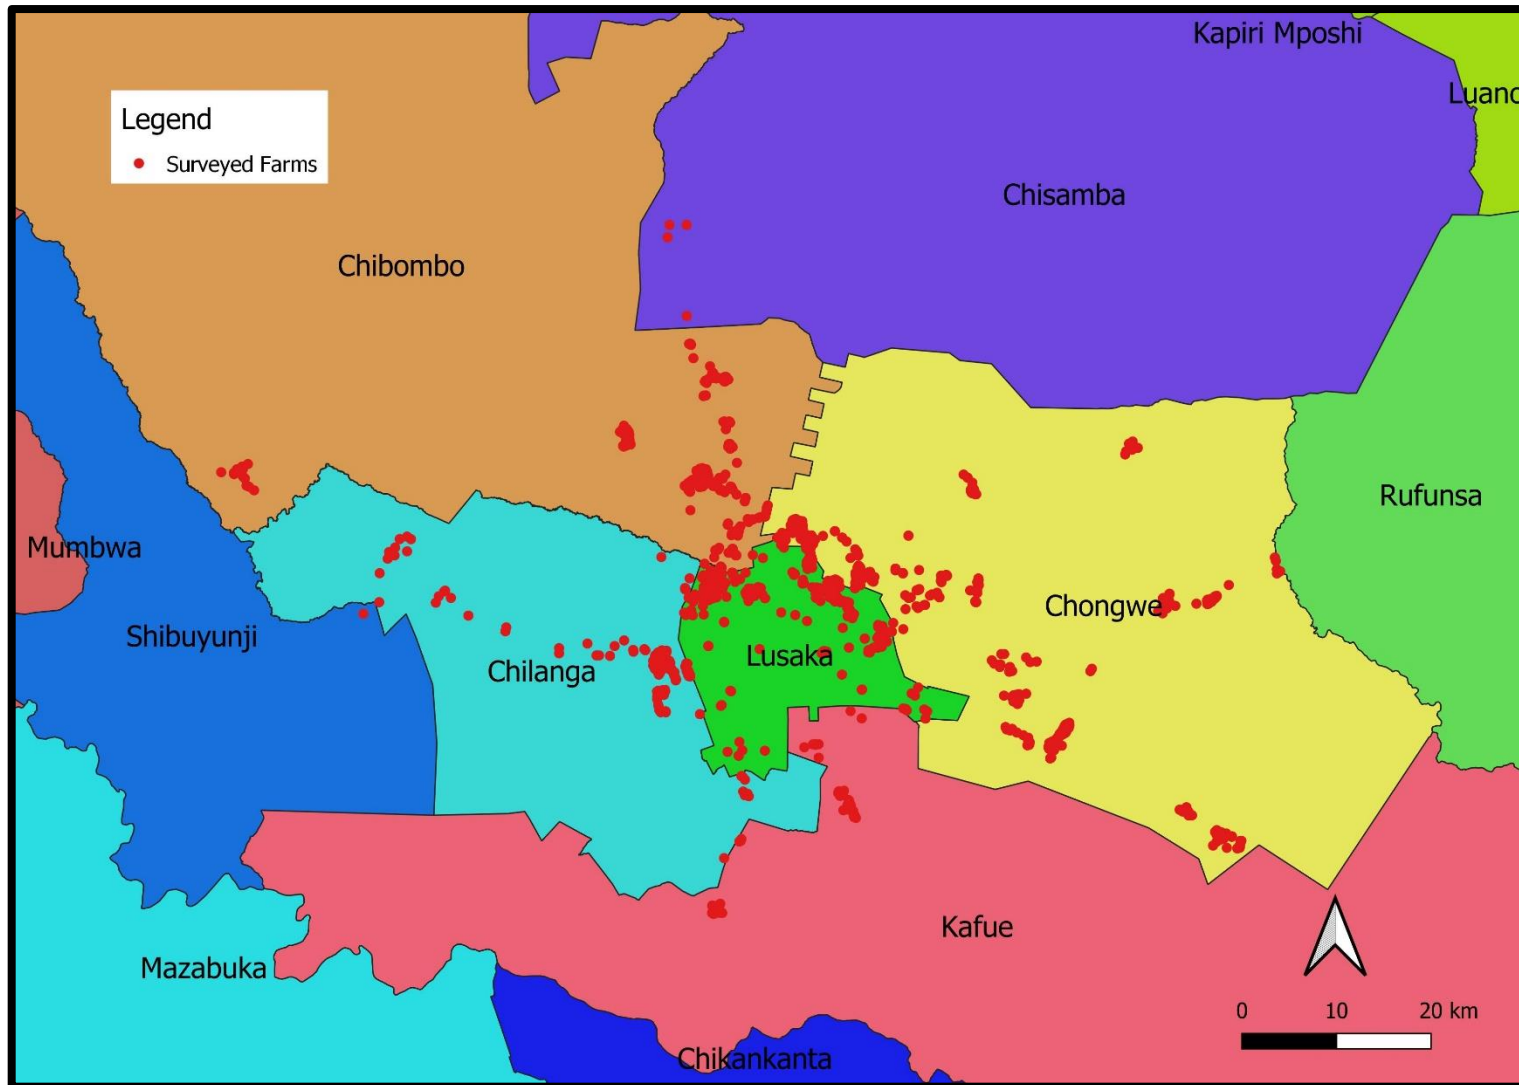 Kapiri Mposhi
Luano
Legend
Surveyed Farms
Chisamba
Chibombo
Rufunsa
Mumbwa
Chongwe
Shibuyunji
Lusaka
Chilanga
Kafue
Mazabuka
0 10 20 km
Chikankanta